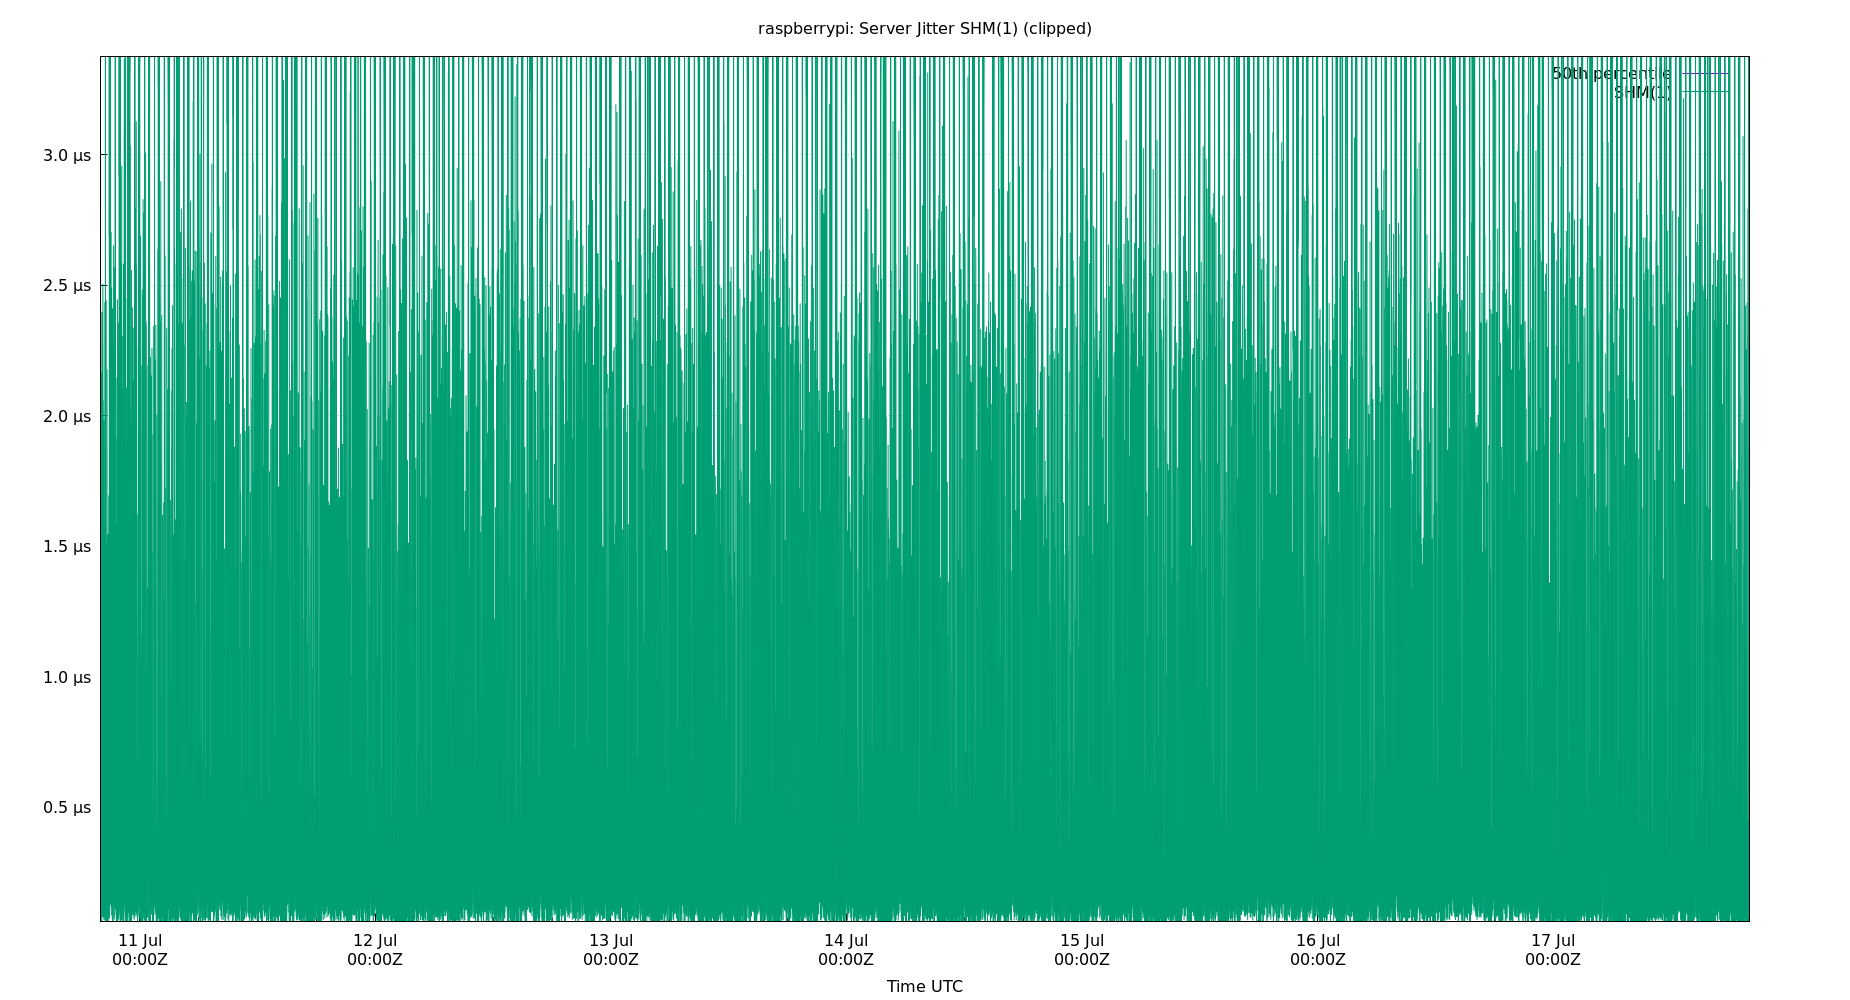 raspberrypi: Server Jitter SHM(1) (clipped)
50th percentile
SHM(1)
3.0 µs
2.5 µs
2.0 µs
1.5 µs
1.0 µs
0.5 µs
11 Jul 12 Jul 13 Jul 14 Jul 15 Jul 16 Jul 17 Jul
00:00Z 00:00Z 00:00Z 00:00Z 00:00Z 00:00Z 00:00Z
Time UTC